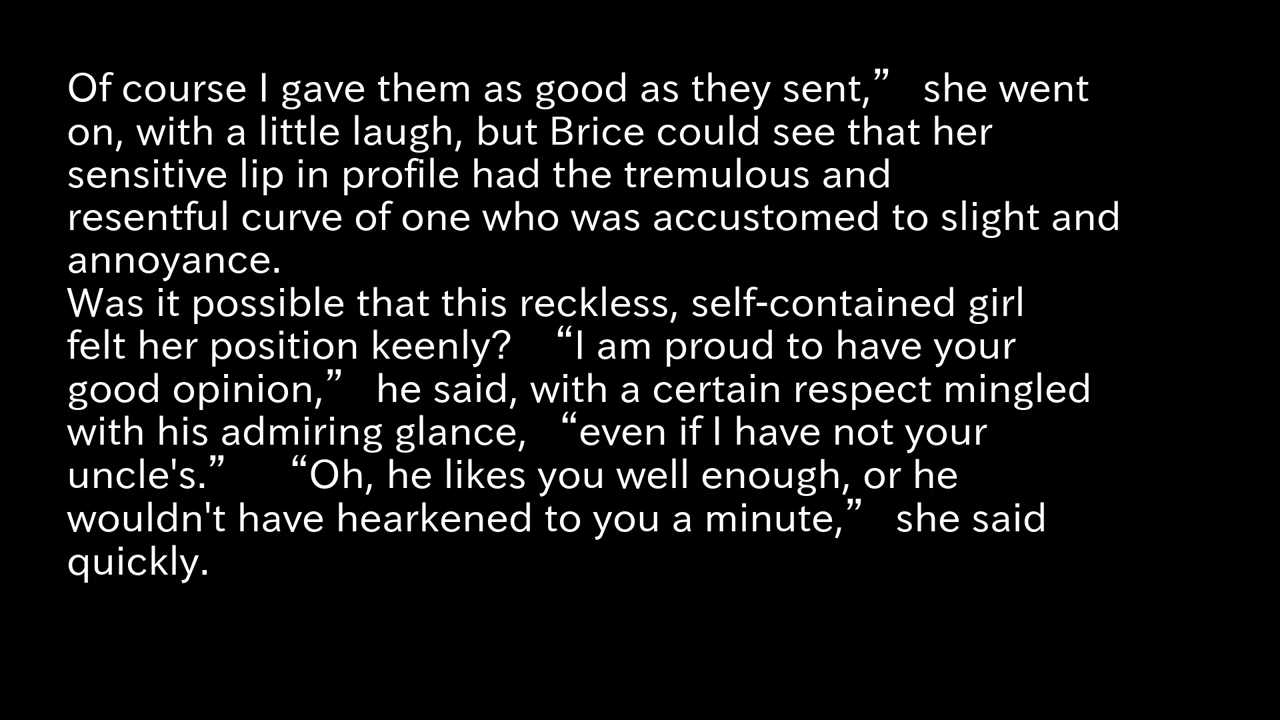 Of course I gave them as good as they sent,” she went
on, with a little laugh, but Brice could see that her
sensitive lip in profile had the tremulous and
resentful curve of one who was accustomed to slight and
annoyance.
Was it possible that this reckless, self-contained girl
felt her position keenly? “I am proud to have your
good opinion,” he said, with a certain respect mingled
with his admiring glance, “even if I have not your
uncle's.” “Oh, he likes you well enough, or he
wouldn't have hearkened to you a minute,” she said
quickly.